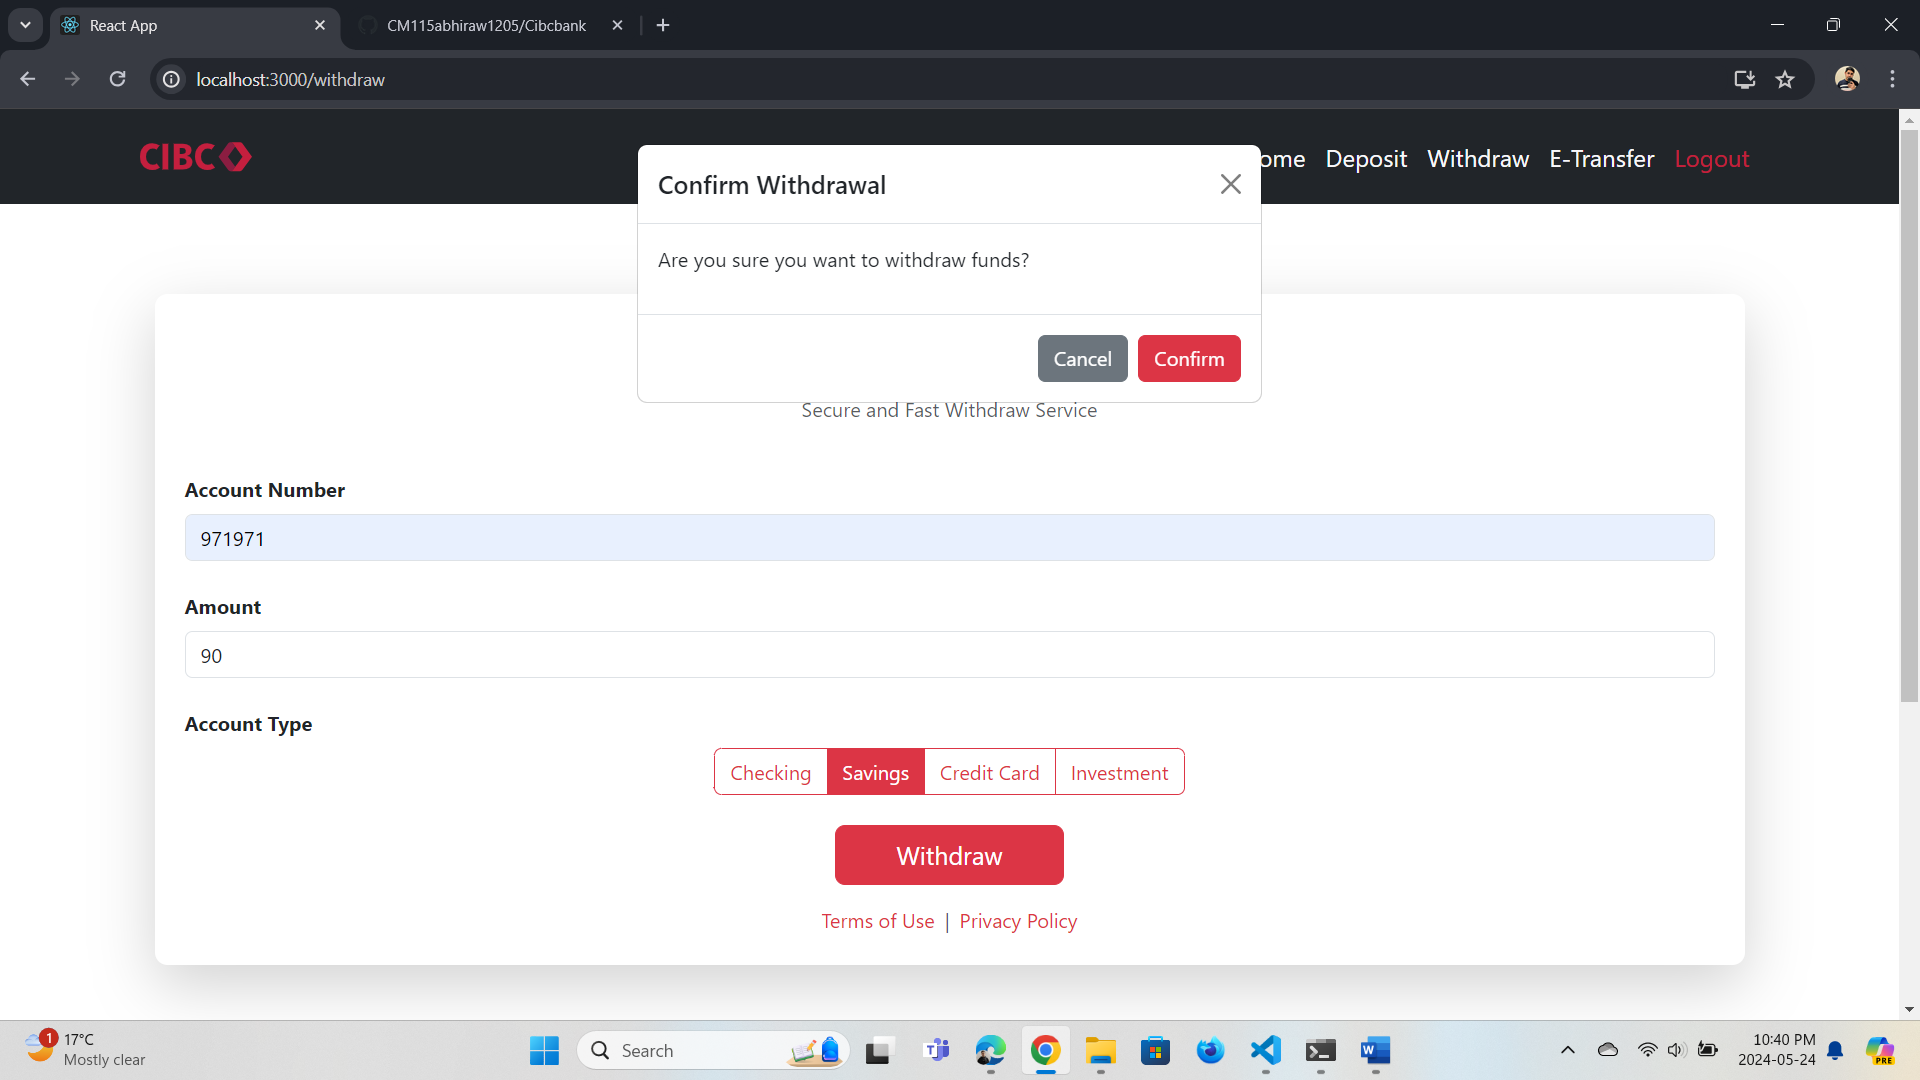 React App
CM115abhiraw1205/Cibcbank
localhost:3000/withdraw
CIBC
ome Deposit Withdraw E-Transfer Logout
Confirm Withdrawal
Are you sure you want to withdraw funds?
Cancel Confirm
Secure and Fast Withdraw Service
Account Number
971971
Amount
90
Account Type
Checking Savings Credit Card Investment
Withdraw
Terms of Use | Privacy Policy
1
17°C
Mostly clear
Search
10:40 PM
2024-05-24
PRE